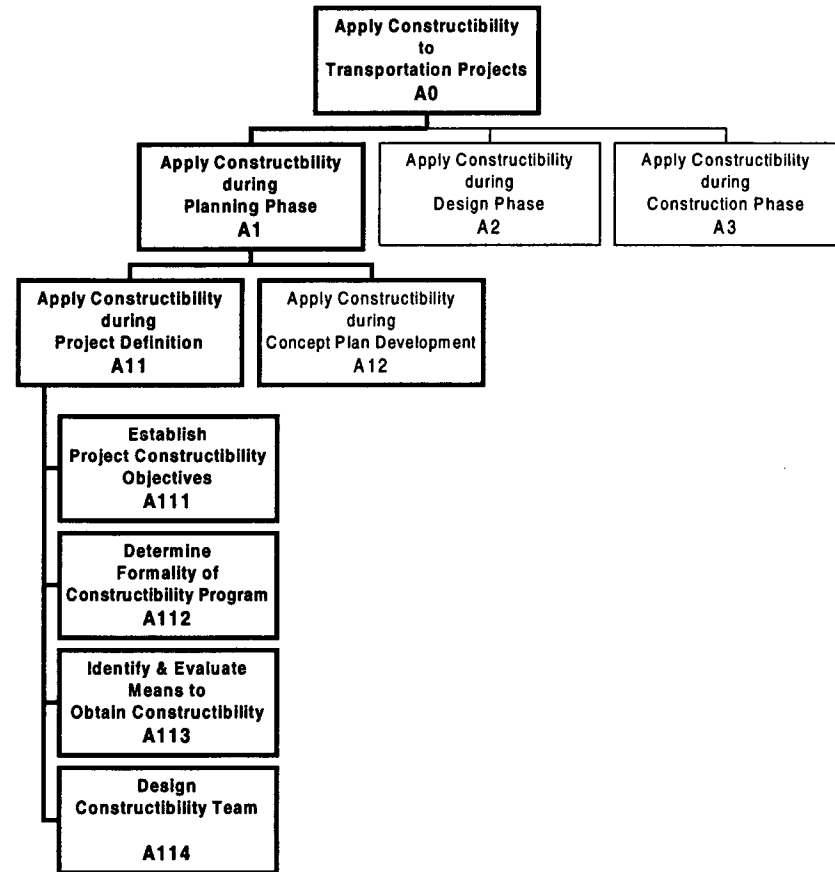 Apply Constructibility
to
Transportation Projects
A0
Apply Constructbility
during
Planning Phase
A1
Apply Constructibility
during
Design Phase
A2
Apply Constructibility
during
Construction Phase
A3
Apply Constructibility
during
Project Definition
A11
Apply Constructibility
during
Concept Plan Development
A12
Establish
Project Constructibility
Objectives
A111
Determine
Formality of
Constructibility Program
A112
Identify & Evaluate
Means to
Obtain Constructibility
A113
Design
Constructibility Team
A114